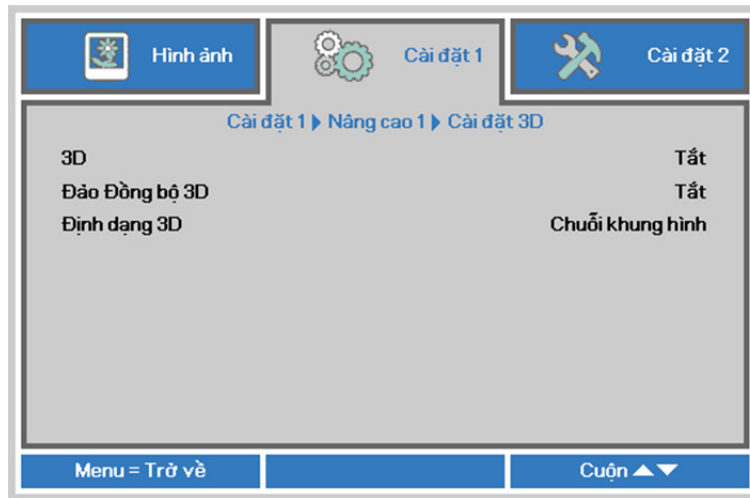 Hình ảnh
Cài đặt 1
Cài đặt 2
Cài đặt 1 ▶ Nâng cao 1 ▶ Cài đặt 3D
3D Tắt
Đảo Đồng bộ 3D Tắt
Định dạng 3D Chuỗi khung hình
Menu = Trở về
Cuộn ▲▼